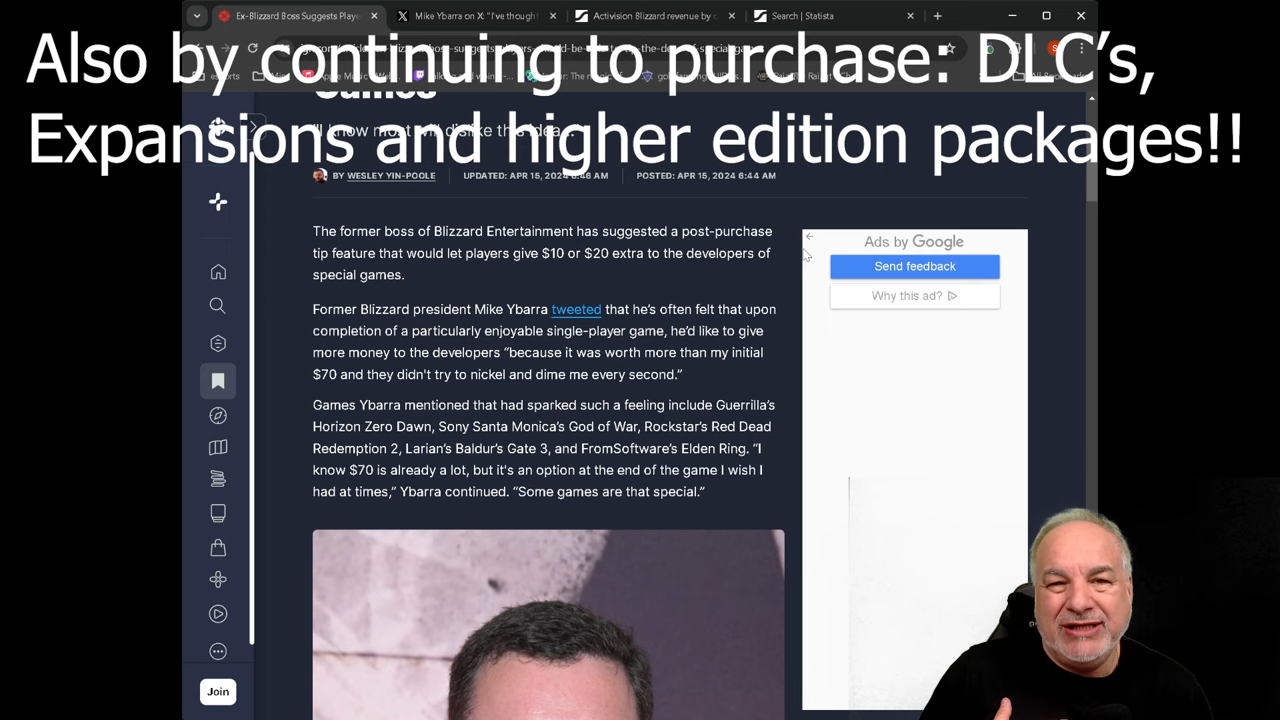 Ex-Blizzard Boss Suggests Playe
Mike Ybarra on X: "I've though
Activision Blizzard revenue by
Search | Statista
Also by continuing to purchase: DLC's,
Expansions and higher edition packages!!
Games
BY WESLEY YIN-POOLE
UPDATED: APR 15, 2024 6:46 AM
POSTED: APR 15, 2024 6:44 AM
The former boss of Blizzard Entertainment has suggested a post-purchase
tip feature that would let players give $10 or $20 extra to the developers of
special games.
Former Blizzard president Mike Ybarra tweeted that he's often felt that upon
completion of a particularly enjoyable single-player game, he'd like to give
more money to the developers “because it was worth more than my initial
$70 and they didn't try to nickel and dime me every second.”
Games Ybarra mentioned that had sparked such a feeling include Guerrilla's
Horizon Zero Dawn, Sony Santa Monica's God of War, Rockstar's Red Dead
Redemption 2, Larian's Baldur's Gate 3, and FromSoftware's Elden Ring. “I
know $70 is already a lot, but it's an option at the end of the game I wish I
had at times,” Ybarra continued. “Some games are that special.”
Ads by Google
Send feedback
Why this ad?
Join